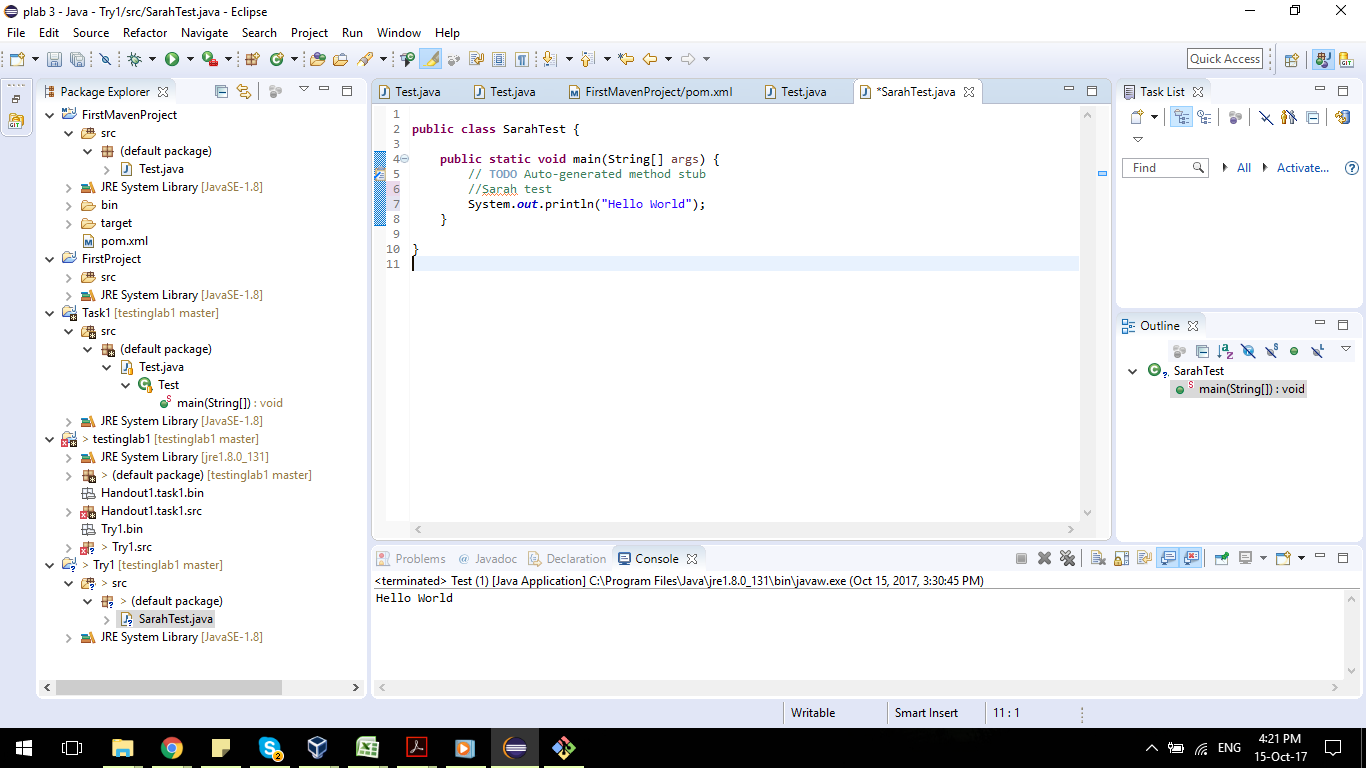 plab 3 - Java - Try1/src/SarahTest.java - Eclipse
File Edit Source Refactor Navigate Search Project Run Window Help
Quick Access
Package Explorer
FirstMavenProject
src
(default package)
Test.java
JRE System Library [JavaSE-1.8]
bin
target
pom.xml
FirstProject
src
JRE System Library [JavaSE-1.8]
Task1 [testinglab1 master]
src
(default package)
Test.java
Test
main(String[]) : void
JRE System Library [JavaSE-1.8]
> testinglab1 [testinglab1 master]
JRE System Library [jre1.8.0_131]
> (default package) [testinglab1 master]
Handout1.task1.bin
Handout1.task1.src
Try1.bin
> Try1.src
> Try1 [testinglab1 master]
> src
> (default package)
SarahTest.java
JRE System Library [JavaSE-1.8]
Test.java Test.java FirstMavenProject/pom.xml Test.java *SarahTest.java
1
2 public class SarahTest {
3
4 public static void main(String[] args) {
5 // TODO Auto-generated method stub
6 //Sarah test
7 System.out.println("Hello World");
8 }
9
10 }
11
Task List
Find All Activate...
Outline
SarahTest
main(String[]) : void
Problems @ Javadoc Declaration Console
<terminated> Test (1) [Java Application] C:\Program Files\Java\jre1.8.0_131\bin\javaw.exe (Oct 15, 2017, 3:30:45 PM)
Hello World
Writable Smart Insert 11 : 1
2
ENG
4:21 PM
15-Oct-17